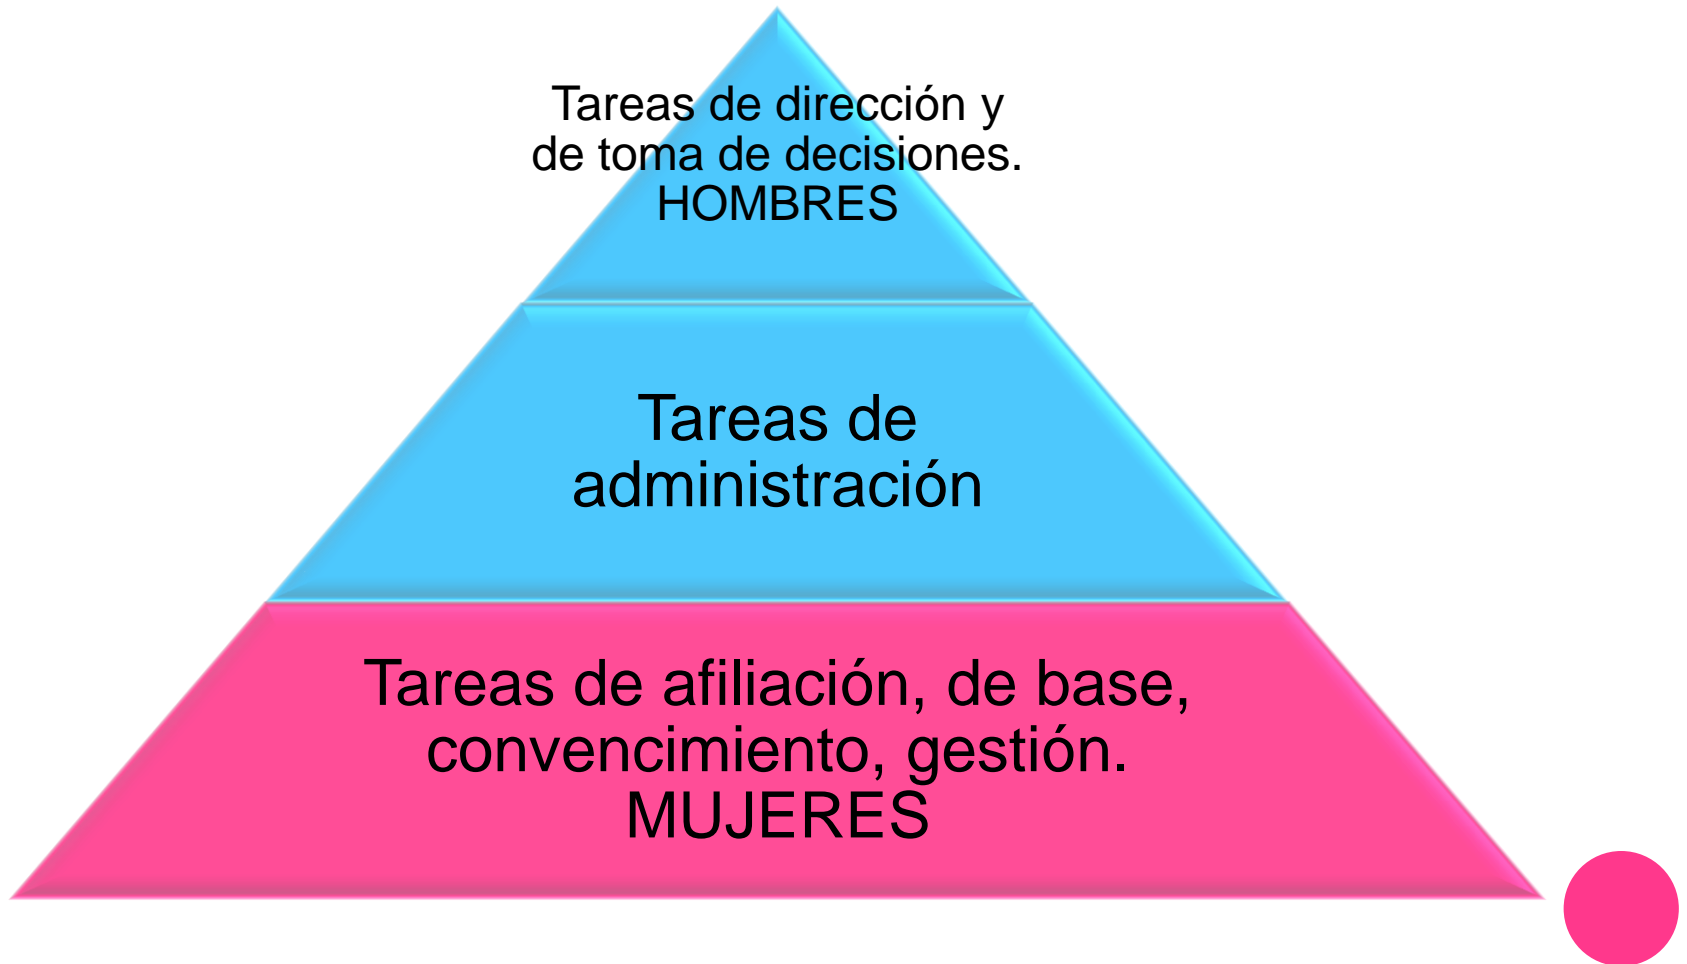 Tareas de dirección y
de toma de decisiones.
HOMBRES
Tareas de
administración
Tareas de afiliación, de base,
convencimiento, gestión.
MUJERES